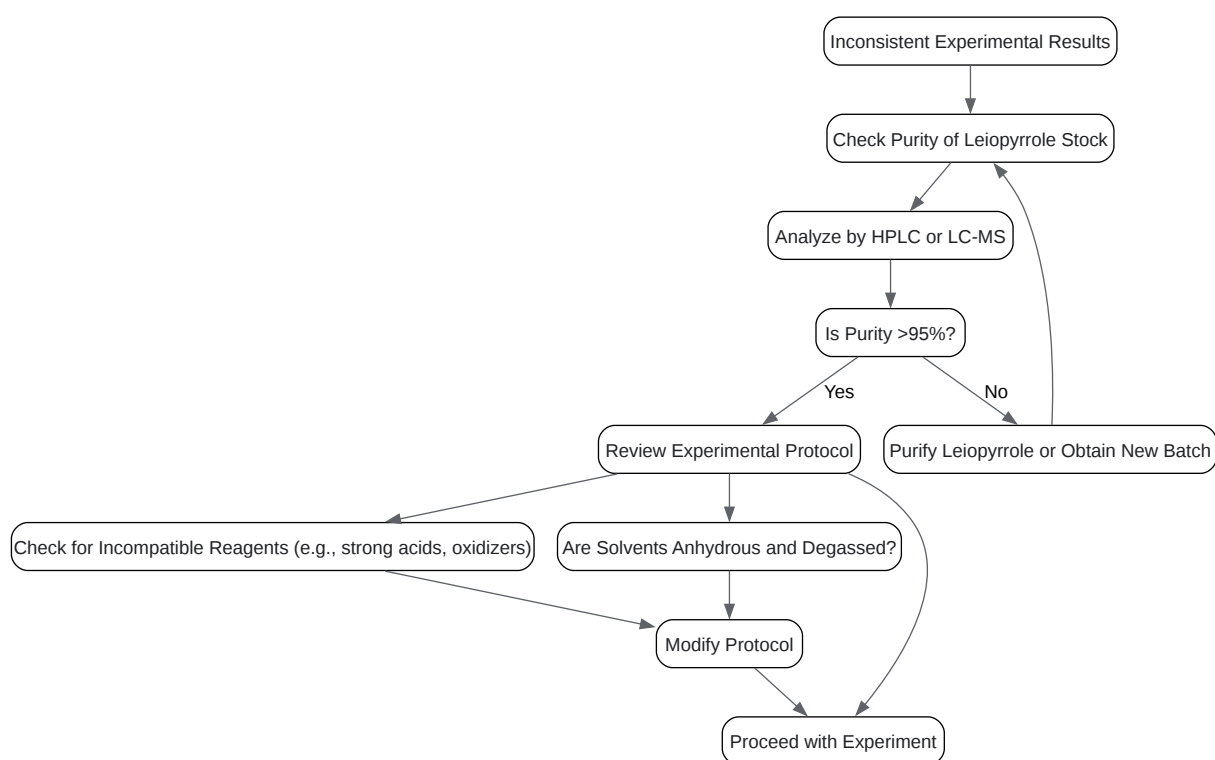 Inconsistent Experimental Results
Check Purity of Leiopyrrole Stock
Analyze by HPLC or LC-MS
Is Purity >95%?
Yes
No
Review Experimental Protocol
Purify Leiopyrrole or Obtain New Batch
Check for Incompatible Reagents (e.g., strong acids, oxidizers)
Are Solvents Anhydrous and Degassed?
Modify Protocol
Proceed with Experiment